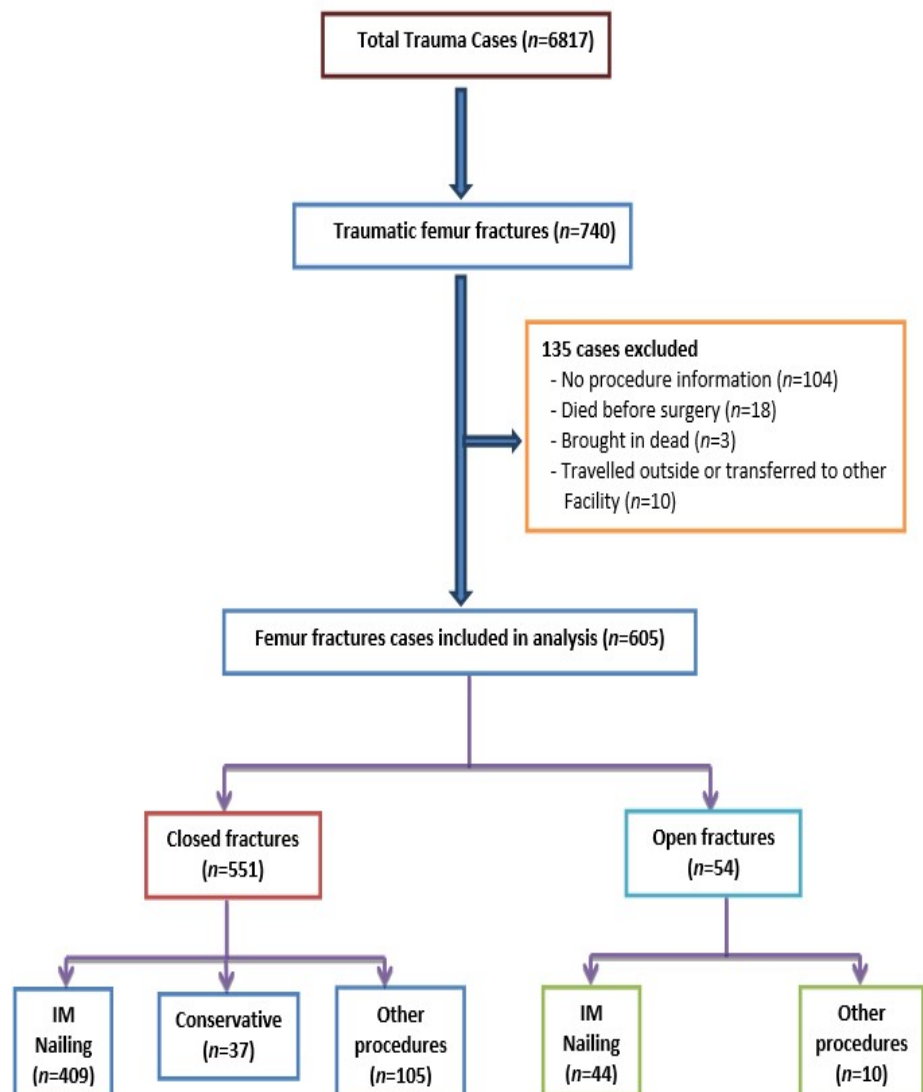 Total Trauma Cases (n=6817)
Traumatic femur fractures (n=740)
135 cases excluded
- No procedure information (n=104)
- Died before surgery (n=18)
- Brought in dead (n=3)
- Travelled outside or transferred to other
Facility (n=10)
Femur fractures cases included in analysis (n=605)
Closed fractures
(n=551)
Open fractures
(n=54)
IM
Nailing
(n=409)
Conservative
(n=37)
Other
procedures
(n=105)
IM
Nailing
(n=44)
Other
procedures
(n=10)